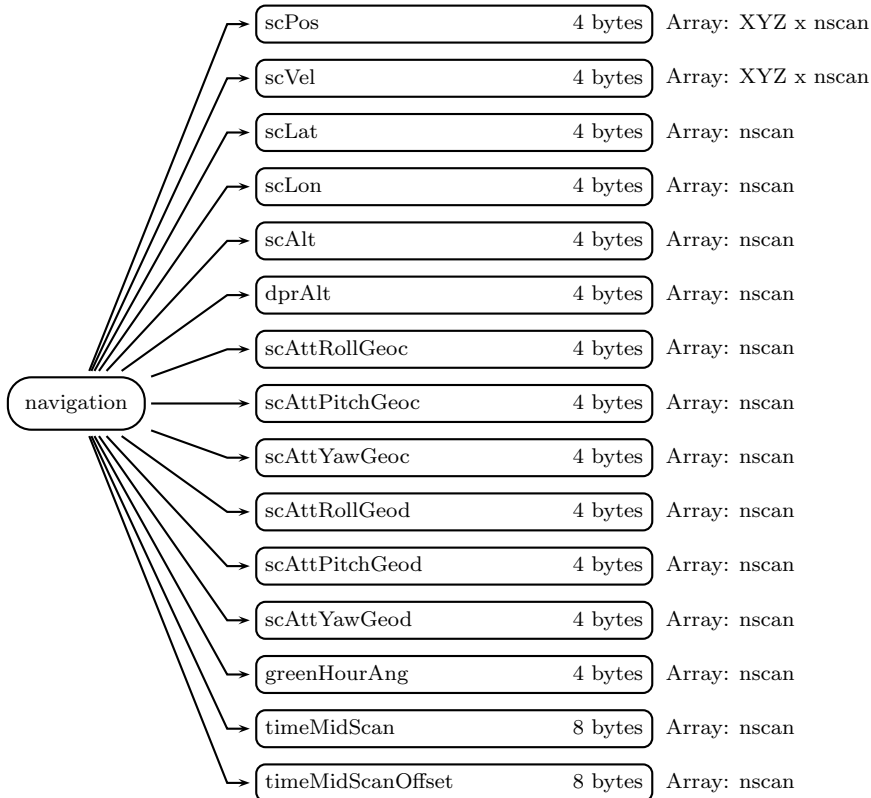 scPos 4 bytes Array: XYZ x nscan
scVel 4 bytes Array: XYZ x nscan
scLat 4 bytes Array: nscan
scLon 4 bytes Array: nscan
scAlt 4 bytes Array: nscan
dprAlt 4 bytes Array: nscan
scAttRollGeoc 4 bytes Array: nscan
navigation scAttPitchGeoc 4 bytes Array: nscan
scAttYawGeoc 4 bytes Array: nscan
scAttRollGeod 4 bytes Array: nscan
scAttPitchGeod 4 bytes Array: nscan
scAttYawGeod 4 bytes Array: nscan
greenHourAng 4 bytes Array: nscan
timeMidScan 8 bytes Array: nscan
timeMidScanOffset 8 bytes Array: nscan